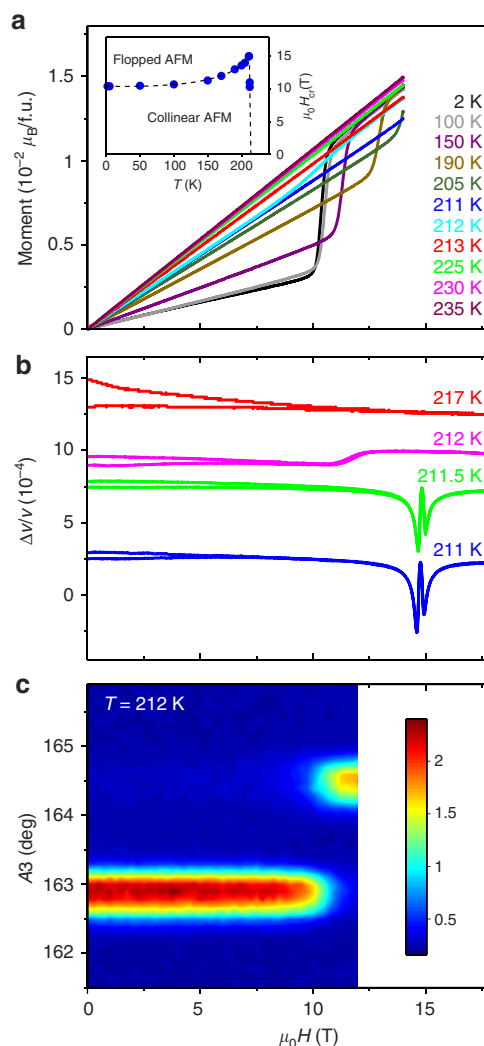 a
Moment (10⁻² μB/f.u.)
1.5
1
0.5
0
Flopped AFM
Collinear AFM
15
10
5
0
μ₀Hcr(T)
0 50 100 150 200
T (K)
2 K
100 K
150 K
190 K
205 K
211 K
212 K
213 K
225 K
230 K
235 K
b
Δv/v (10⁻⁴)
15
10
5
0
217 K
212 K
211.5 K
211 K
c
T = 212 K
A3 (deg)
165
164
163
162
2
1.5
1
0.5
0 5 10 15
μ₀H (T)